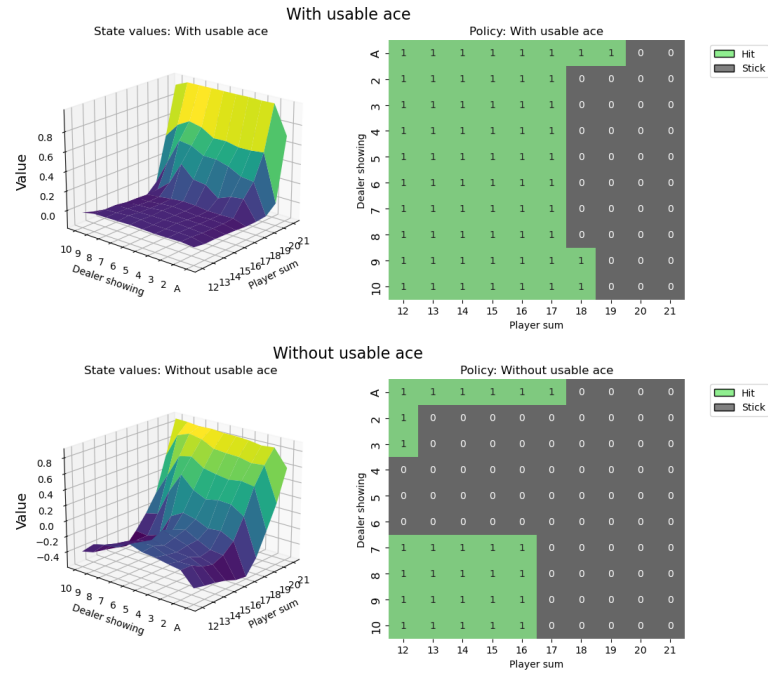 With usable ace
State values: With usable ace
Policy: With usable ace
Value
0.8
0.6
0.4
0.2
0.0
10 9 8 7 6 5 4 3 2 A
Dealer showing
12 13 14 15 16 17 18 19 20 21
Player sum
Dealer showing
A 1 1 1 1 1 1 1 1 0 0
2 1 1 1 1 1 1 0 0 0 0
3 1 1 1 1 1 1 0 0 0 0
4 1 1 1 1 1 1 0 0 0 0
5 1 1 1 1 1 1 0 0 0 0
6 1 1 1 1 1 1 0 0 0 0
7 1 1 1 1 1 1 0 0 0 0
8 1 1 1 1 1 1 0 0 0 0
9 1 1 1 1 1 1 1 0 0 0
10 1 1 1 1 1 1 1 0 0 0
12 13 14 15 16 17 18 19 20 21
Player sum
Hit
Stick
Without usable ace
State values: Without usable ace
Policy: Without usable ace
Value
0.8
0.6
0.4
0.2
0.0
−0.2
−0.4
10 9 8 7 6 5 4 3 2 A
Dealer showing
12 13 14 15 16 17 18 19 20 21
Player sum
Dealer showing
A 1 1 1 1 1 1 0 0 0 0
2 1 0 0 0 0 0 0 0 0 0
3 1 0 0 0 0 0 0 0 0 0
4 0 0 0 0 0 0 0 0 0 0
5 0 0 0 0 0 0 0 0 0 0
6 0 0 0 0 0 0 0 0 0 0
7 1 1 1 1 1 0 0 0 0 0
8 1 1 1 1 1 0 0 0 0 0
9 1 1 1 1 1 0 0 0 0 0
10 1 1 1 1 1 0 0 0 0 0
12 13 14 15 16 17 18 19 20 21
Player sum
Hit
Stick